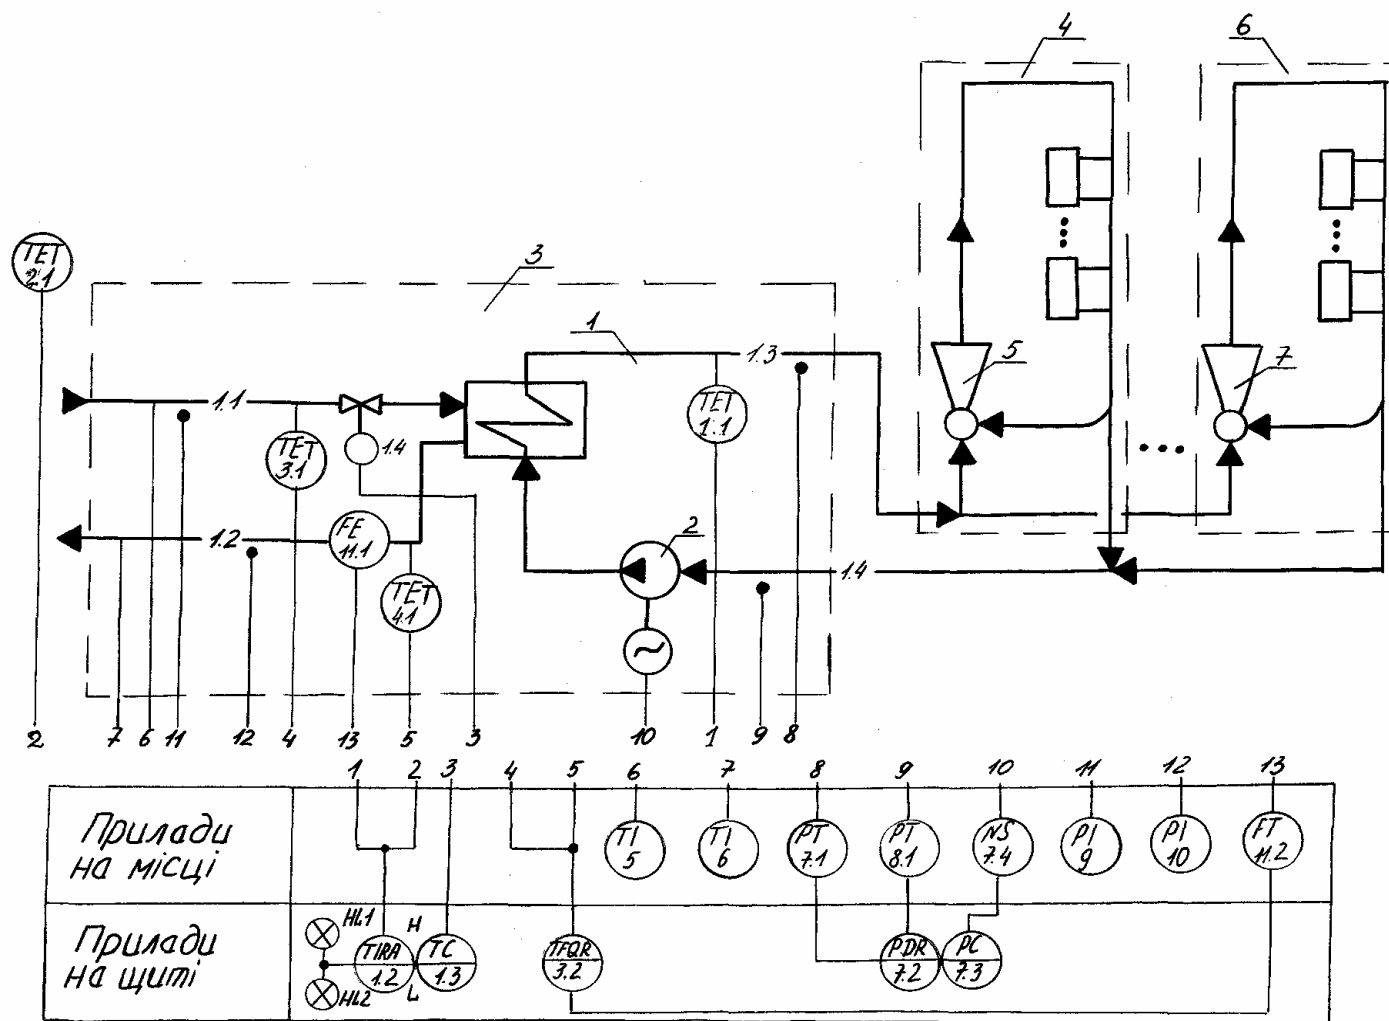 4
6
TET
2.1
3
1
1.3
5
7
1.1
TET
1.1
TET
3.1
1.4
1.2
FE
11.1
2
1.4
TET
4.1
~
2 7 6 11 12 4 13 5 3 10 1 9 8
1 2 3 4 5 6 7 8 9 10 11 12 13
Прилади
на місці
TI
5
TI
6
PT
7.1
PT
8.1
NS
7.4
PI
9
PI
10
FT
11.2
Прилади
на щиті
HL1
HL2
H
L
TIRA
1.2
TC
1.3
TFQR
3.2
PDR
7.2
PC
7.3